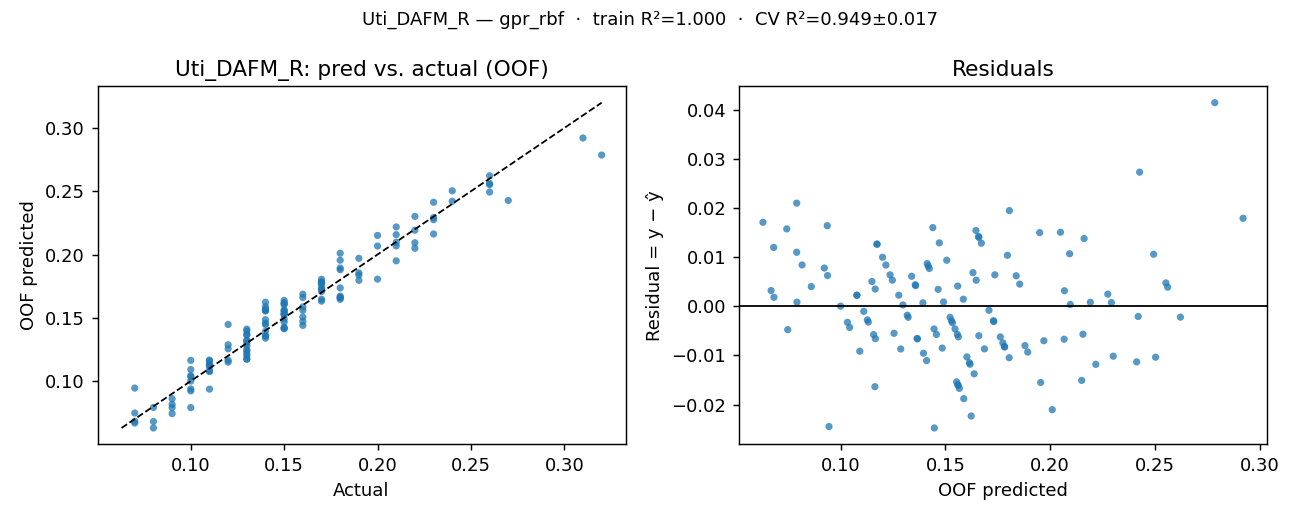 Uti_DAFM_R — gpr_rbf · train R²=1.000 · CV R²=0.949±0.017
Uti_DAFM_R: pred vs. actual (OOF)
OOF predicted
0.30
0.25
0.20
0.15
0.10
0.10 0.15 0.20 0.25 0.30
Actual
Residuals
Residual = y − ŷ
0.04
0.03
0.02
0.01
0.00
−0.01
−0.02
0.10 0.15 0.20 0.25 0.30
OOF predicted